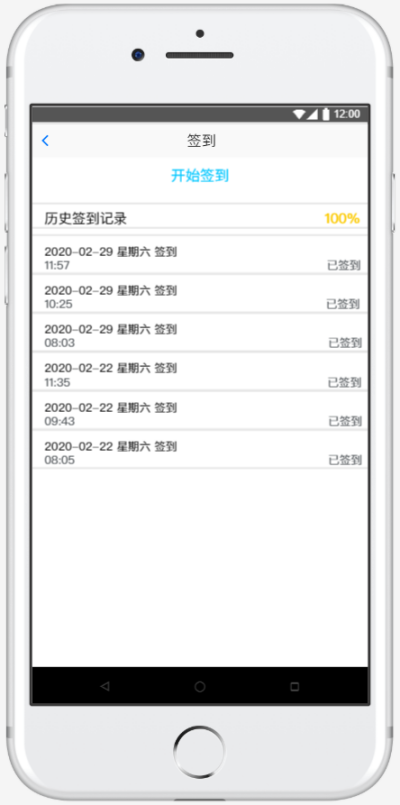 12:00
签到
开始签到
历史签到记录 100%
2020-02-29 星期六 签到
11:57 已签到
2020-02-29 星期六 签到
10:25 已签到
2020-02-29 星期六 签到
08:03 已签到
2020-02-22 星期六 签到
11:35 已签到
2020-02-22 星期六 签到
09:43 已签到
2020-02-22 星期六 签到
08:05 已签到